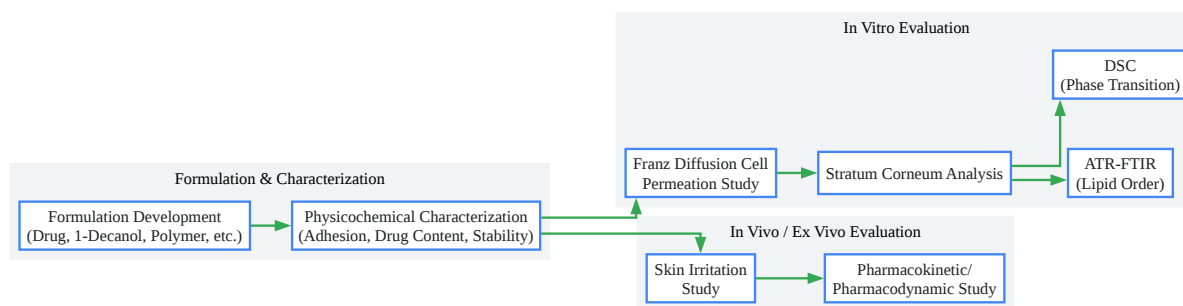 In Vitro Evaluation
DSC
(Phase Transition)
Franz Diffusion Cell
Permeation Study
Stratum Corneum Analysis
ATR-FTIR
(Lipid Order)
Formulation & Characterization
Formulation Development
(Drug, 1-Decanol, Polymer, etc.)
Physicochemical Characterization
(Adhesion, Drug Content, Stability)
In Vivo / Ex Vivo Evaluation
Skin Irritation
Study
Pharmacokinetic/
Pharmacodynamic Study